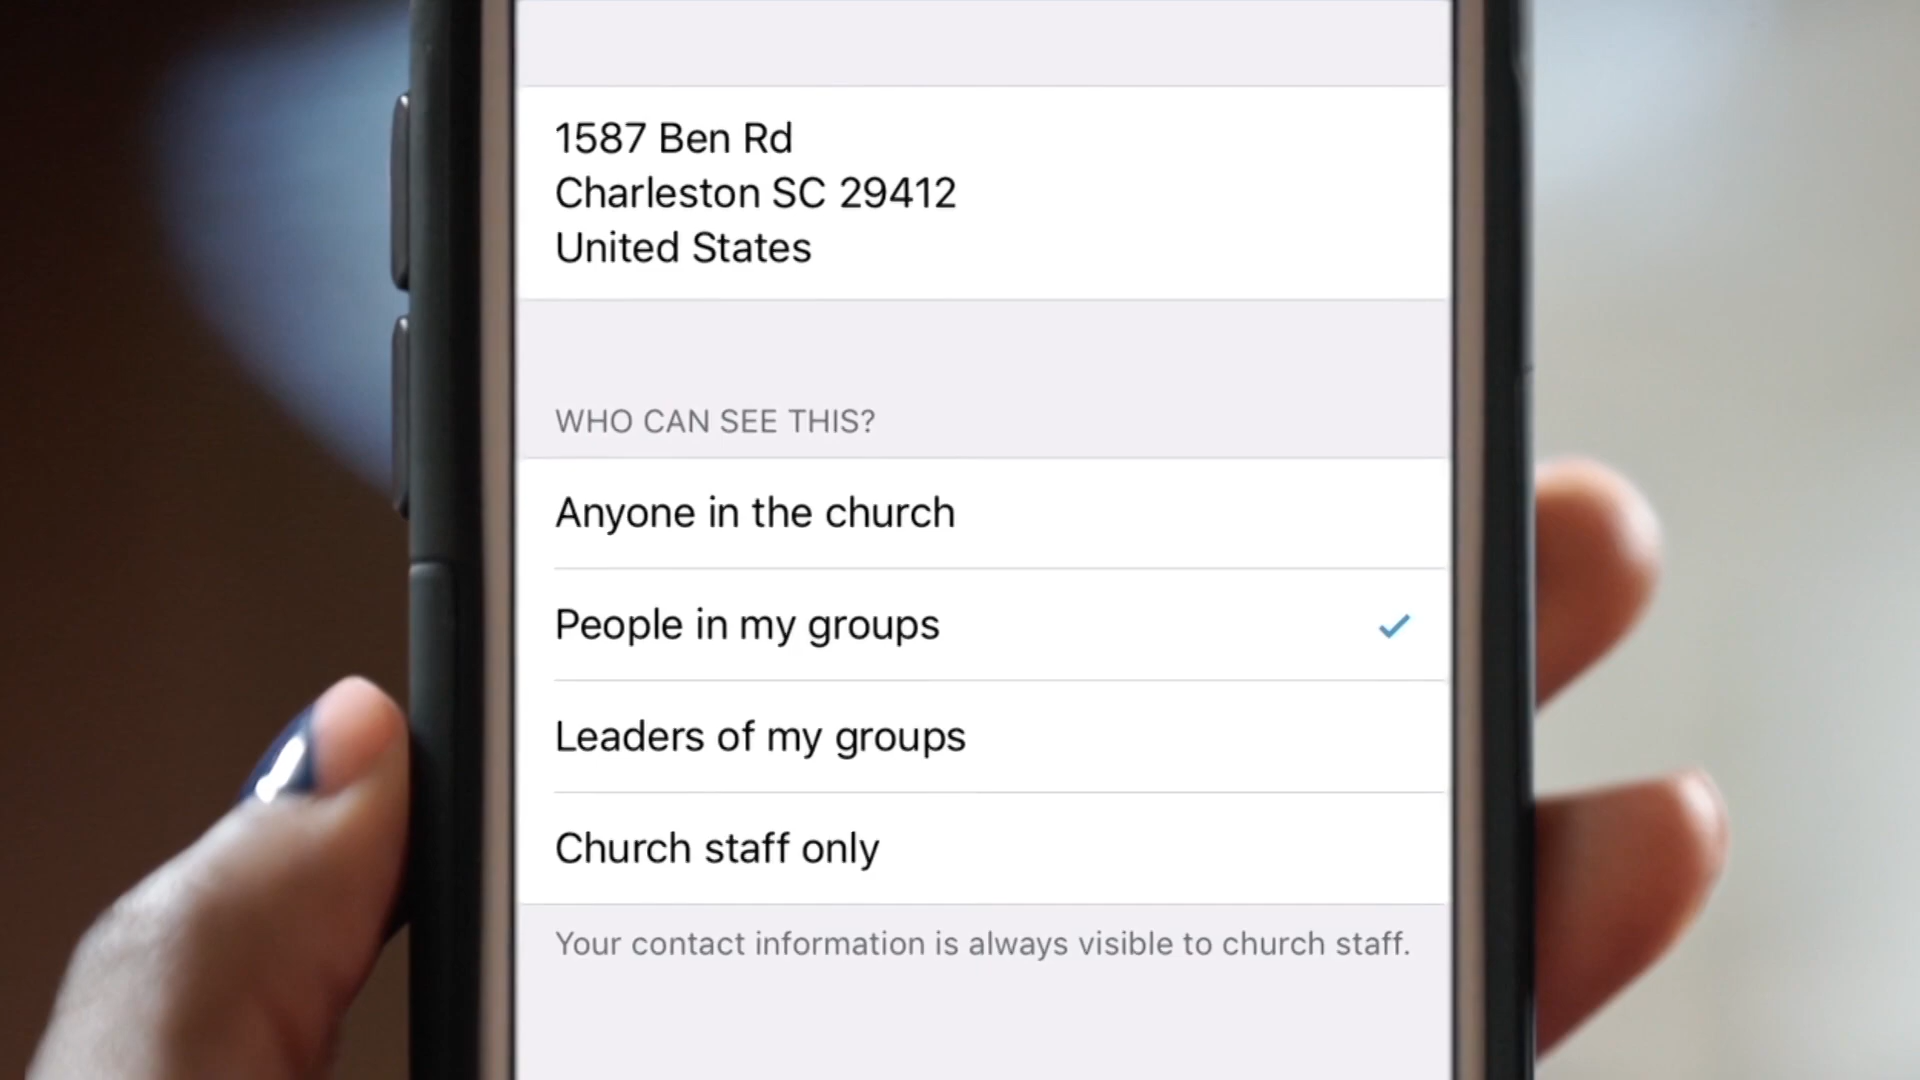 1587 Ben Rd
Charleston SC 29412
United States
WHO CAN SEE THIS?
Anyone in the church
People in my groups
Leaders of my groups
Church staff only
Your contact information is always visible to church staff.